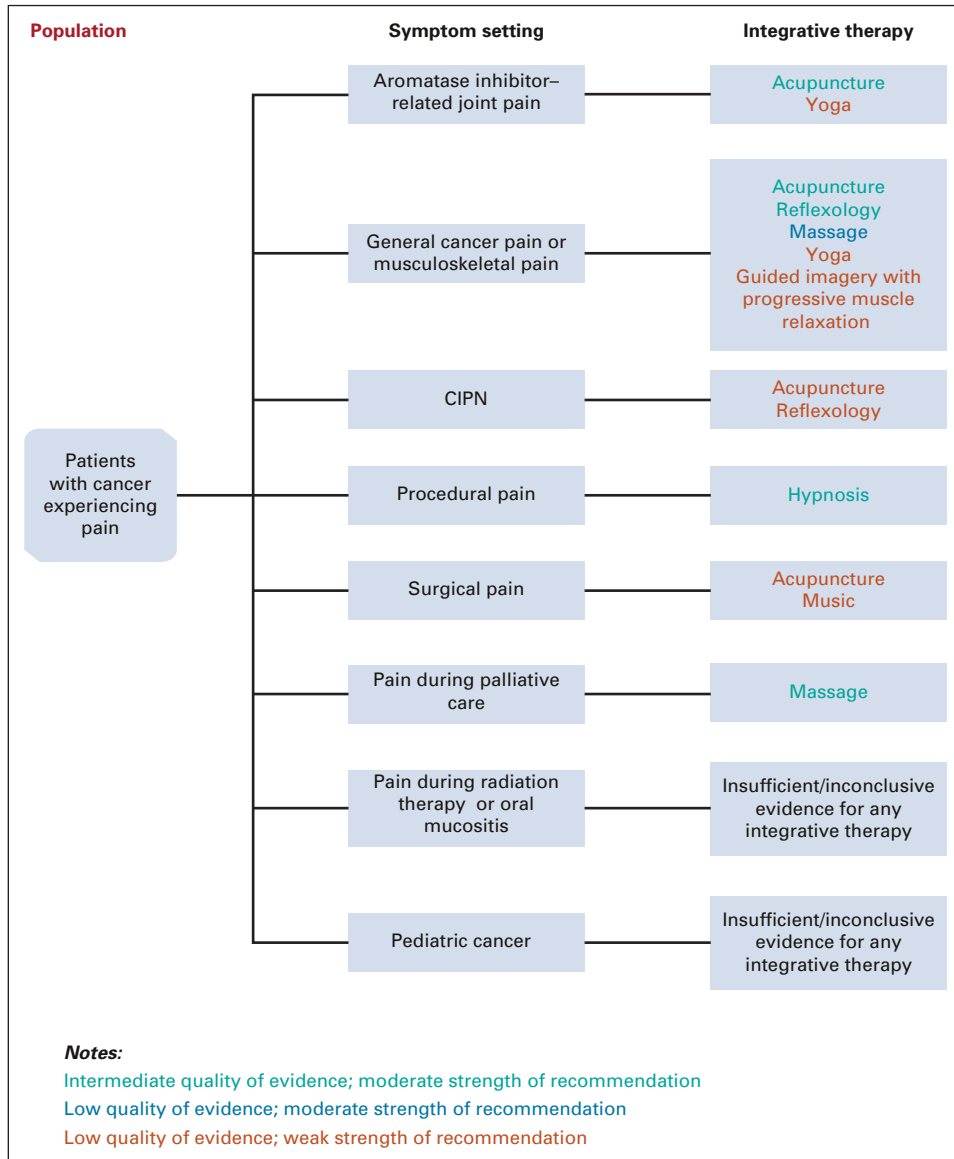 Population
Symptom setting
Integrative therapy
Patients
with cancer
experiencing
pain
Aromatase inhibitor–
related joint pain
Acupuncture
Yoga
General cancer pain or
musculoskeletal pain
Acupuncture
Reflexology
Massage
Yoga
Guided imagery with
progressive muscle
relaxation
CIPN
Acupuncture
Reflexology
Procedural pain
Hypnosis
Surgical pain
Acupuncture
Music
Pain during palliative
care
Massage
Pain during radiation
therapy or oral
mucositis
Insufficient/inconclusive
evidence for any
integrative therapy
Pediatric cancer
Insufficient/inconclusive
evidence for any
integrative therapy
Notes:
Intermediate quality of evidence; moderate strength of recommendation
Low quality of evidence; moderate strength of recommendation
Low quality of evidence; weak strength of recommendation